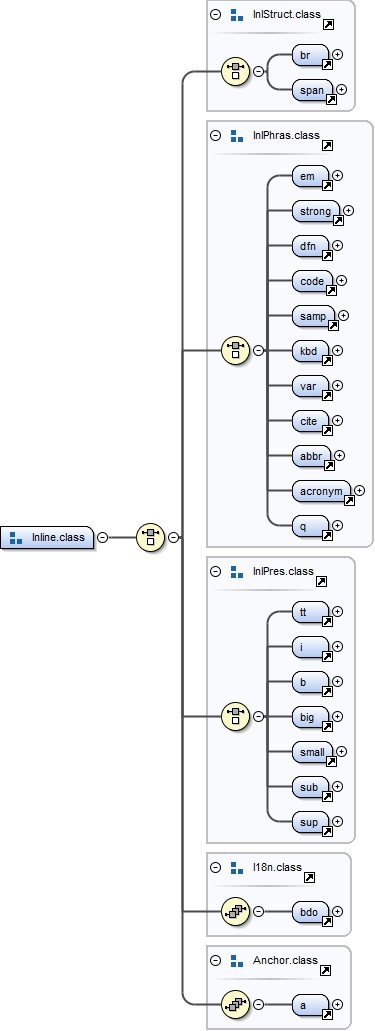 InlStruct.class
br
span
InlPhras.class
em
strong
dfn
code
samp
kbd
var
cite
abbr
acronym
q
Inline.class
InlPres.class
tt
i
b
big
small
sub
sup
I18n.class
bdo
Anchor.class
a